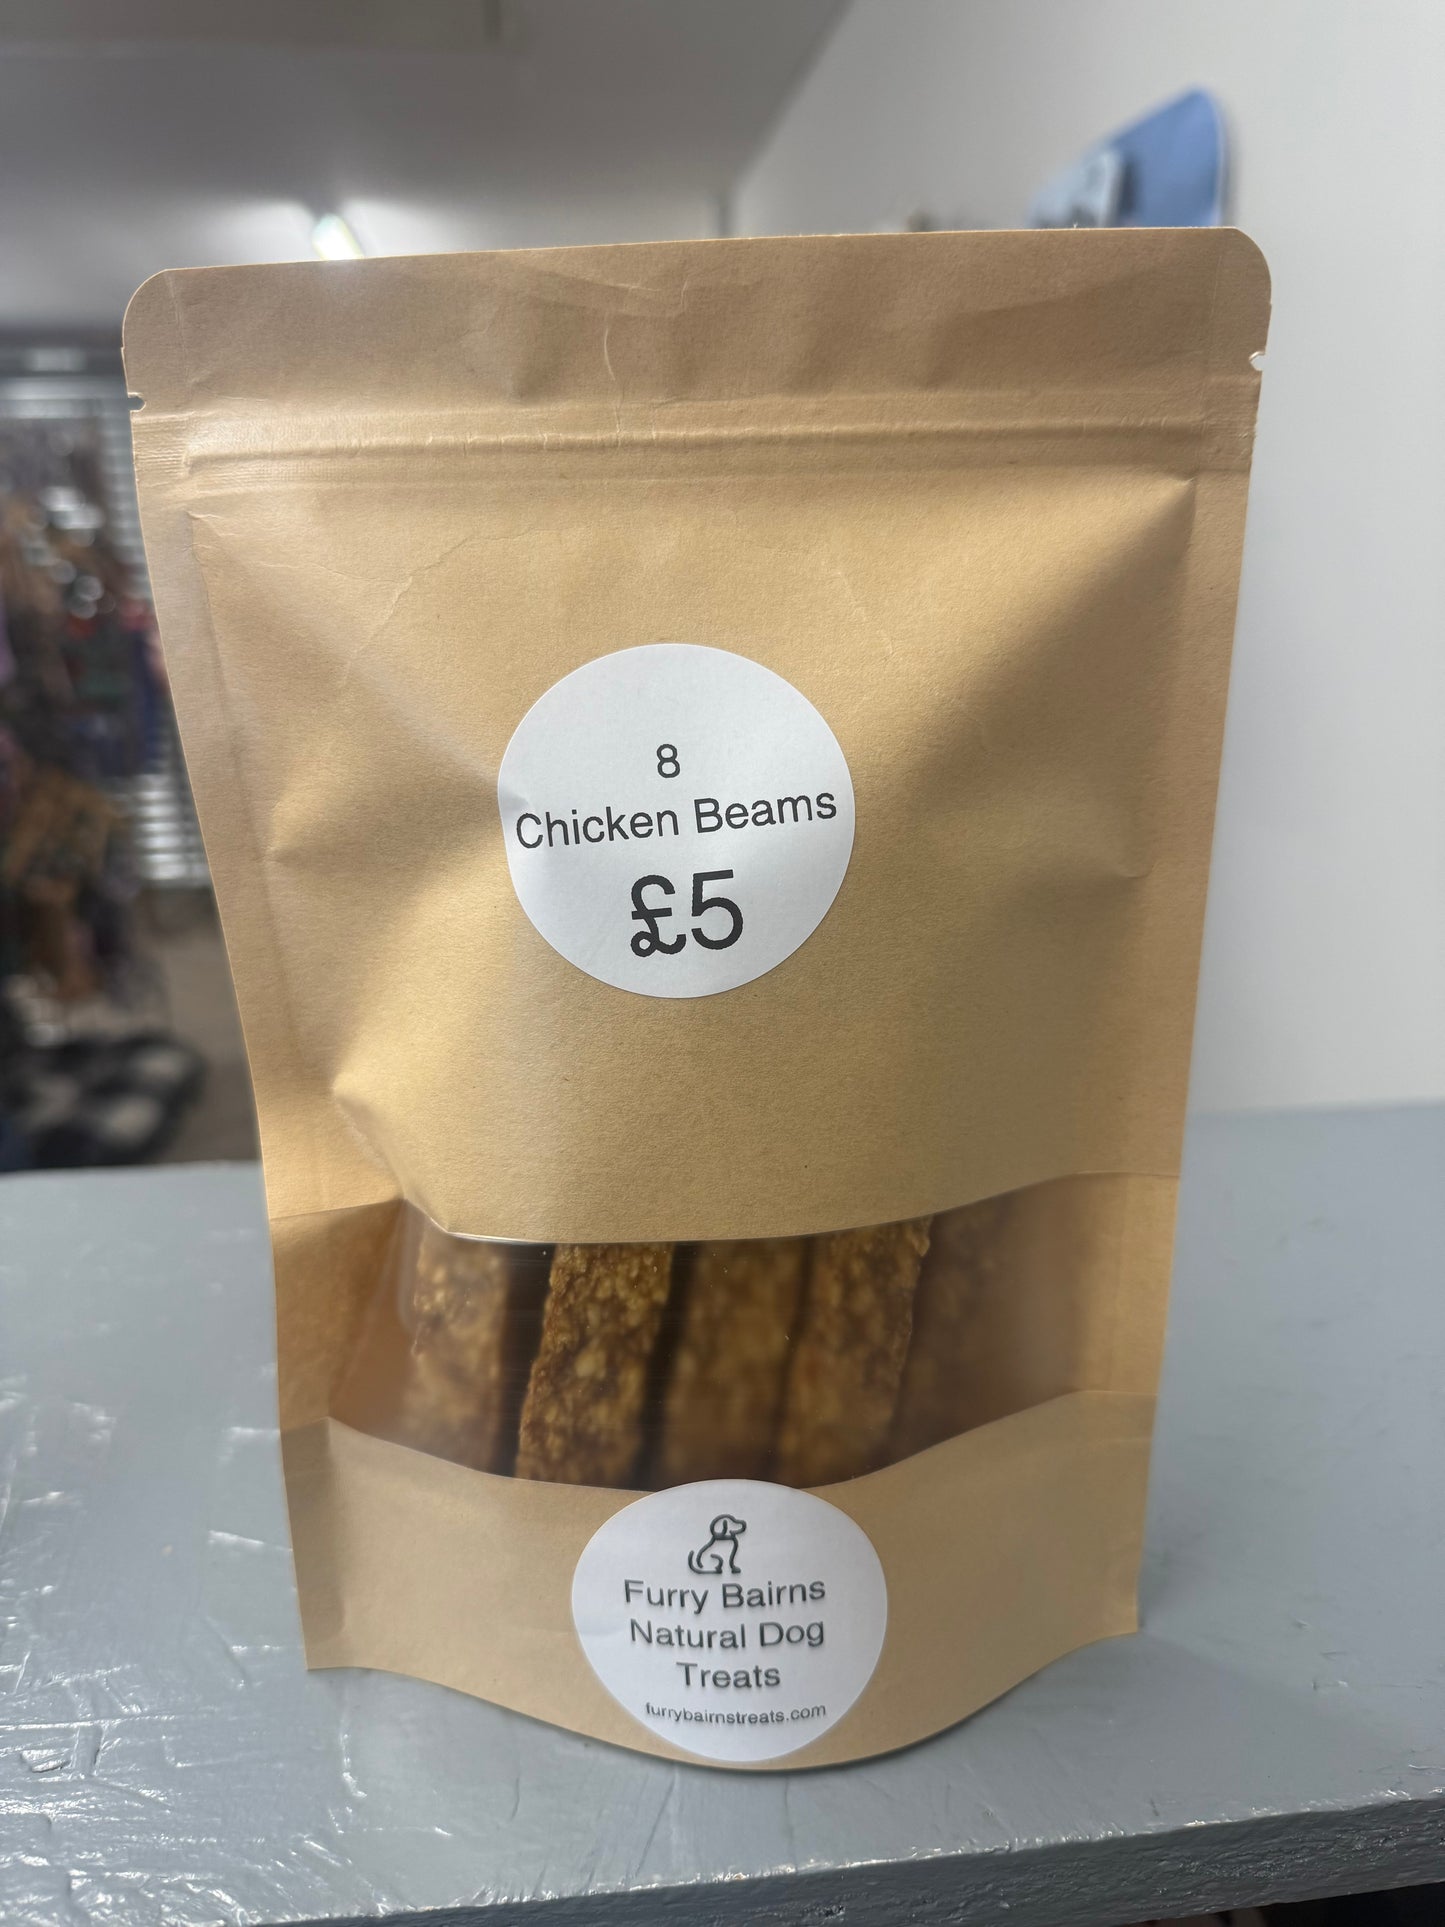 8
Chicken Beams
£5
Furry Bairns
Natural Dog
Treats
furrybairnstreats.com